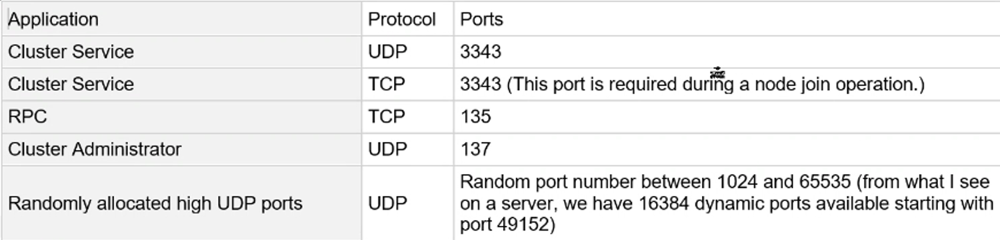 Application Protocol Ports
Cluster Service UDP 3343
Cluster Service TCP 3343 (This port is required during a node join operation.)
RPC TCP 135
Cluster Administrator UDP 137
Randomly allocated high UDP ports UDP Random port number between 1024 and 65535 (from what I see
on a server, we have 16384 dynamic ports available starting with
port 49152)